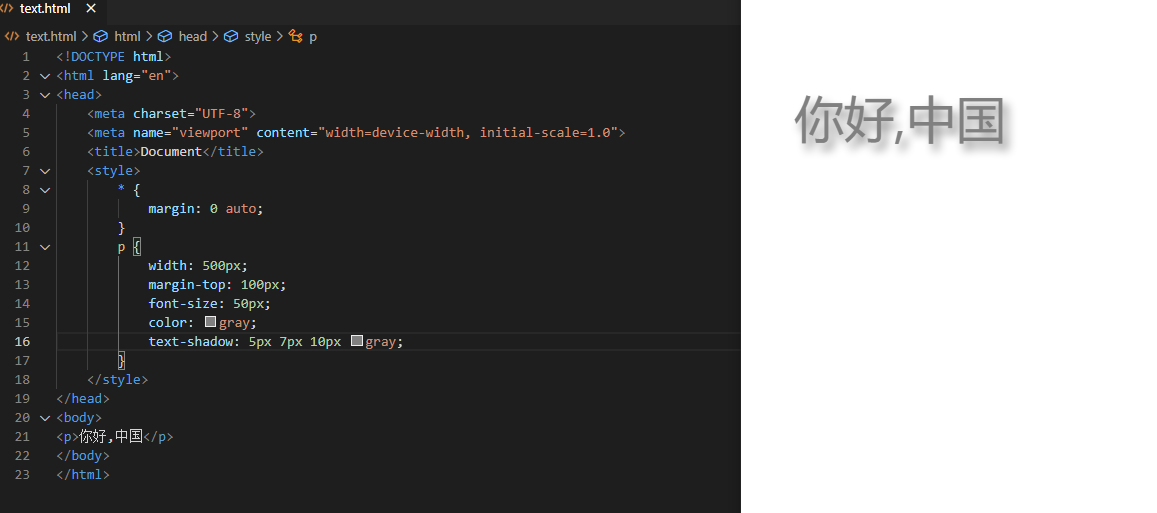 text.html
text.html > html > head > style > p
1 <!DOCTYPE html>
2 <html lang="en">
3 <head>
4 <meta charset="UTF-8">
5 <meta name="viewport" content="width=device-width, initial-scale=1.0">
6 <title>Document</title>
7 <style>
8 * {
9 margin: 0 auto;
10 }
11 p {
12 width: 500px;
13 margin-top: 100px;
14 font-size: 50px;
15 color: gray;
16 text-shadow: 5px 7px 10px gray;
17 }
18 </style>
19 </head>
20 <body>
21 <p>你好,中国</p>
22 </body>
23 </html>
你好,中国